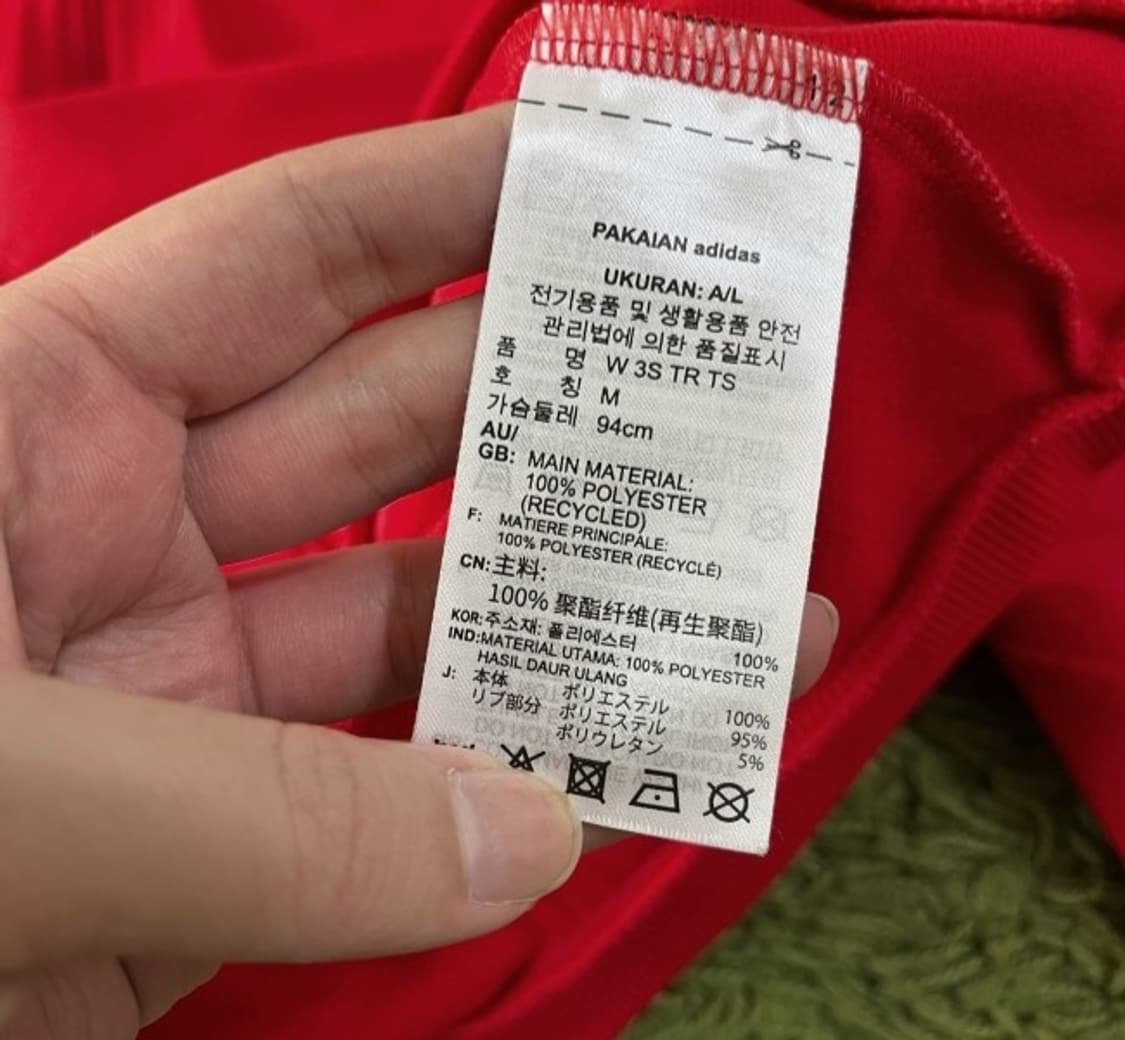 PAKAIAN adidas
UKURAN: A/L
전기용품 및 생활용품 안전
관리법에 의한 품질표시
품 명 W 3S TR TS
호 칭 M
가슴둘레 94cm
AU/
GB: MAIN MATERIAL:
100% POLYESTER
(RECYCLED)
F: MATIERE PRINCIPALE:
100% POLYESTER (RECYCLÉ)
CN: 主料:
100% 聚酯纤维(再生聚酯)
KOR: 주소재: 폴리에스터 100%
IND: MATERIAL UTAMA: 100% POLYESTER
HASIL DAUR ULANG
J: 本体 ポリエステル 100%
リブ部分 ポリエステル 95%
ポリウレタン 5%